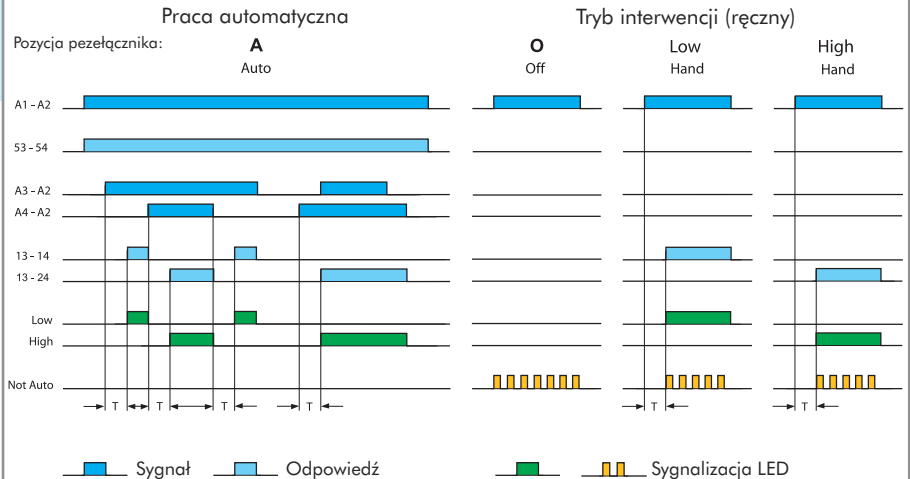 Praca automatyczna
Tryb interwencji (ręczny)
Pozycja pezełącznika:
A
O
Low
High
Auto
Off
Hand
Hand
A1 - A2
53 - 54
A3 - A2
A4 - A2
13 - 14
13 - 24
Low
High
Not Auto
T T T T T T
Sygnał
Odpowiedź
Sygnalizacja LED